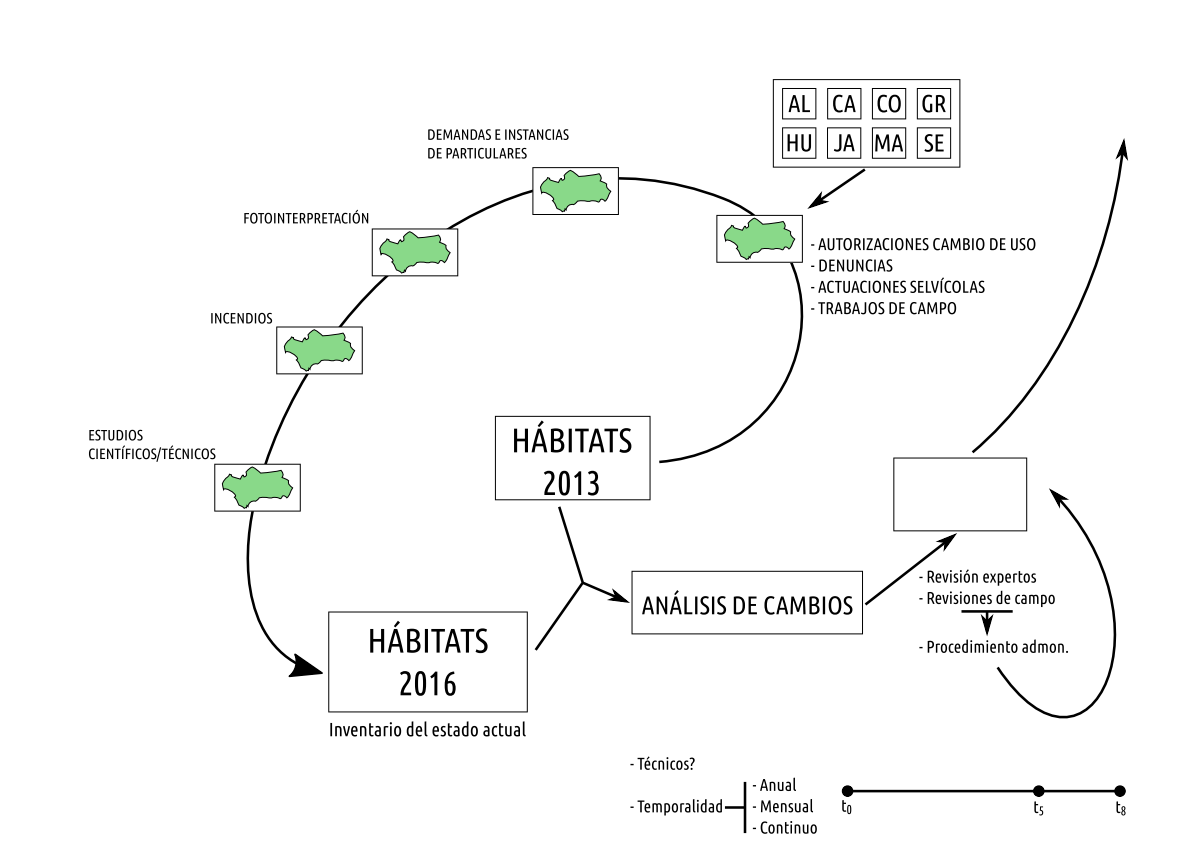 AL CA CO GR
HU JA MA SE
DEMANDAS E INSTANCIAS
DE PARTICULARES
FOTOINTERPRETACIÓN
- AUTORIZACIONES CAMBIO DE USO
- DENUNCIAS
- ACTUACIONES SELVÍCOLAS
- TRABAJOS DE CAMPO
INCENDIOS
ESTUDIOS
CIENTÍFICOS/TÉCNICOS
HÁBITATS
2013
ANÁLISIS DE CAMBIOS
- Revisión expertos
- Revisiones de campo
- Procedimiento admon.
HÁBITATS
2016
Inventario del estado actual
- Técnicos?
- Temporalidad
- Anual
- Mensual
- Continuo
t0 t5 t8